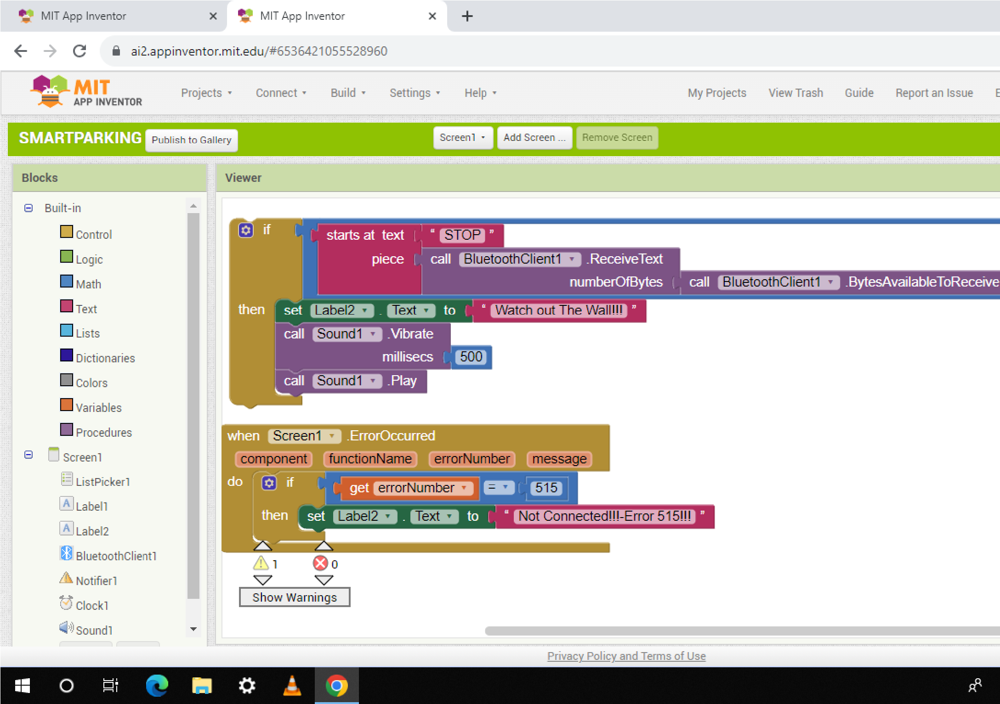 MIT App Inventor
MIT App Inventor
ai2.appinventor.mit.edu/#6536421055528960
MIT
APP INVENTOR
Projects
Connect
Build
Settings
Help
My Projects
View Trash
Guide
Report an Issue
SMARTPARKING
Publish to Gallery
Screen1
Add Screen ...
Remove Screen
Blocks
Built-in
Control
Logic
Math
Text
Lists
Dictionaries
Colors
Variables
Procedures
Screen1
ListPicker1
Label1
Label2
BluetoothClient1
Notifier1
Clock1
Sound1
Viewer
if starts at text “ STOP ”
piece call BluetoothClient1 .ReceiveText
numberOfBytes call BluetoothClient1 .BytesAvailableToReceive
then set Label2 . Text to “ Watch out The Wall!!! ”
call Sound1 .Vibrate
millisecs 500
call Sound1 .Play
when Screen1 .ErrorOccurred
component functionName errorNumber message
do if get errorNumber = 515
then set Label2 . Text to “ Not Connected!!!-Error 515!!! ”
1 0
Show Warnings
Privacy Policy and Terms of Use